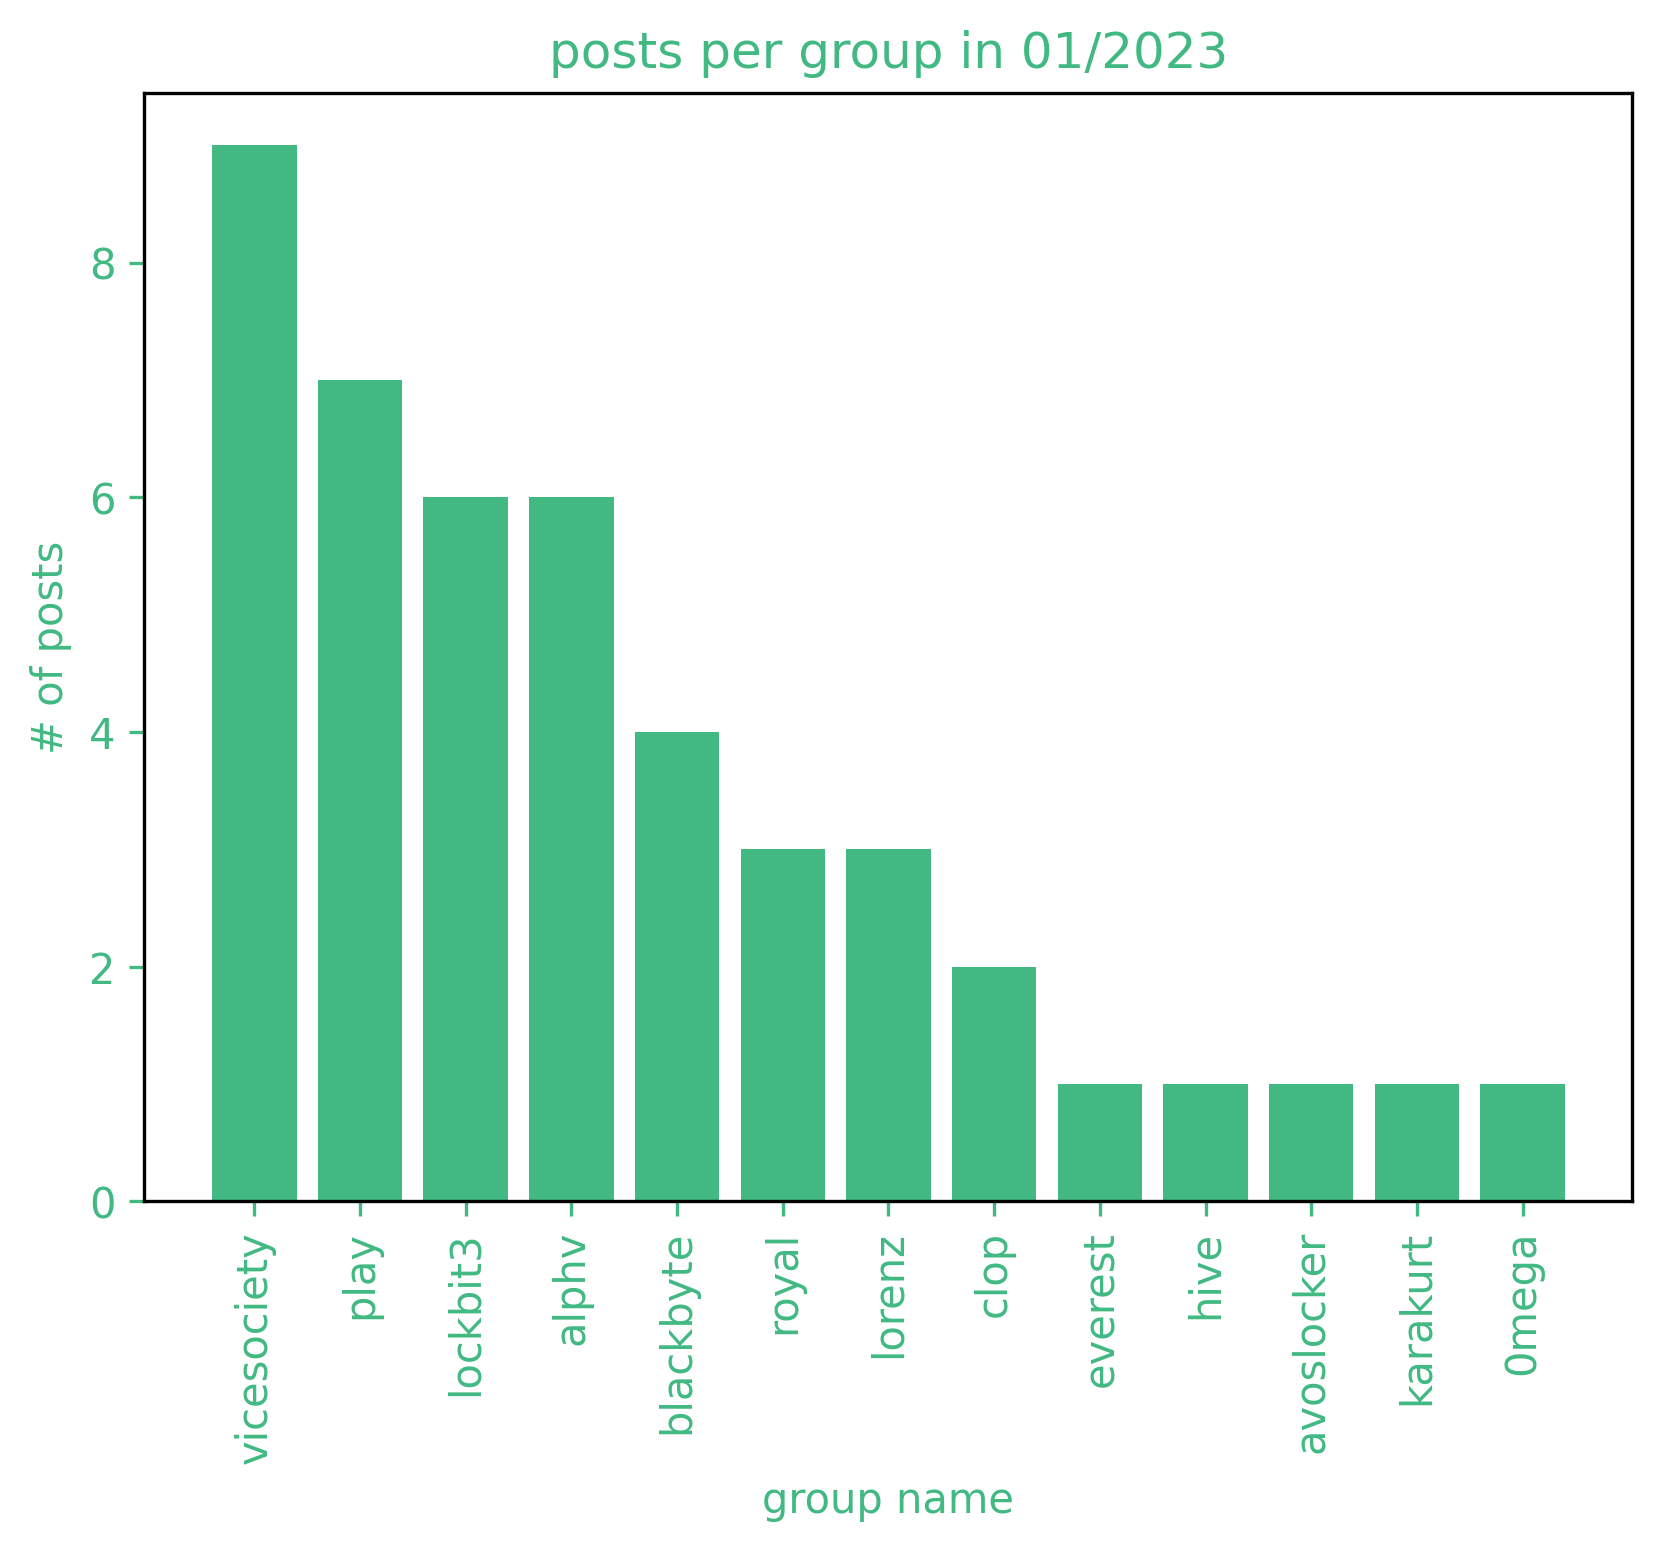 posts per group in 01/2023
8
6
4
2
0
# of posts
vicesociety
play
lockbit3
alphv
blackbyte
royal
lorenz
clop
everest
hive
avoslocker
karakurt
0mega
group name